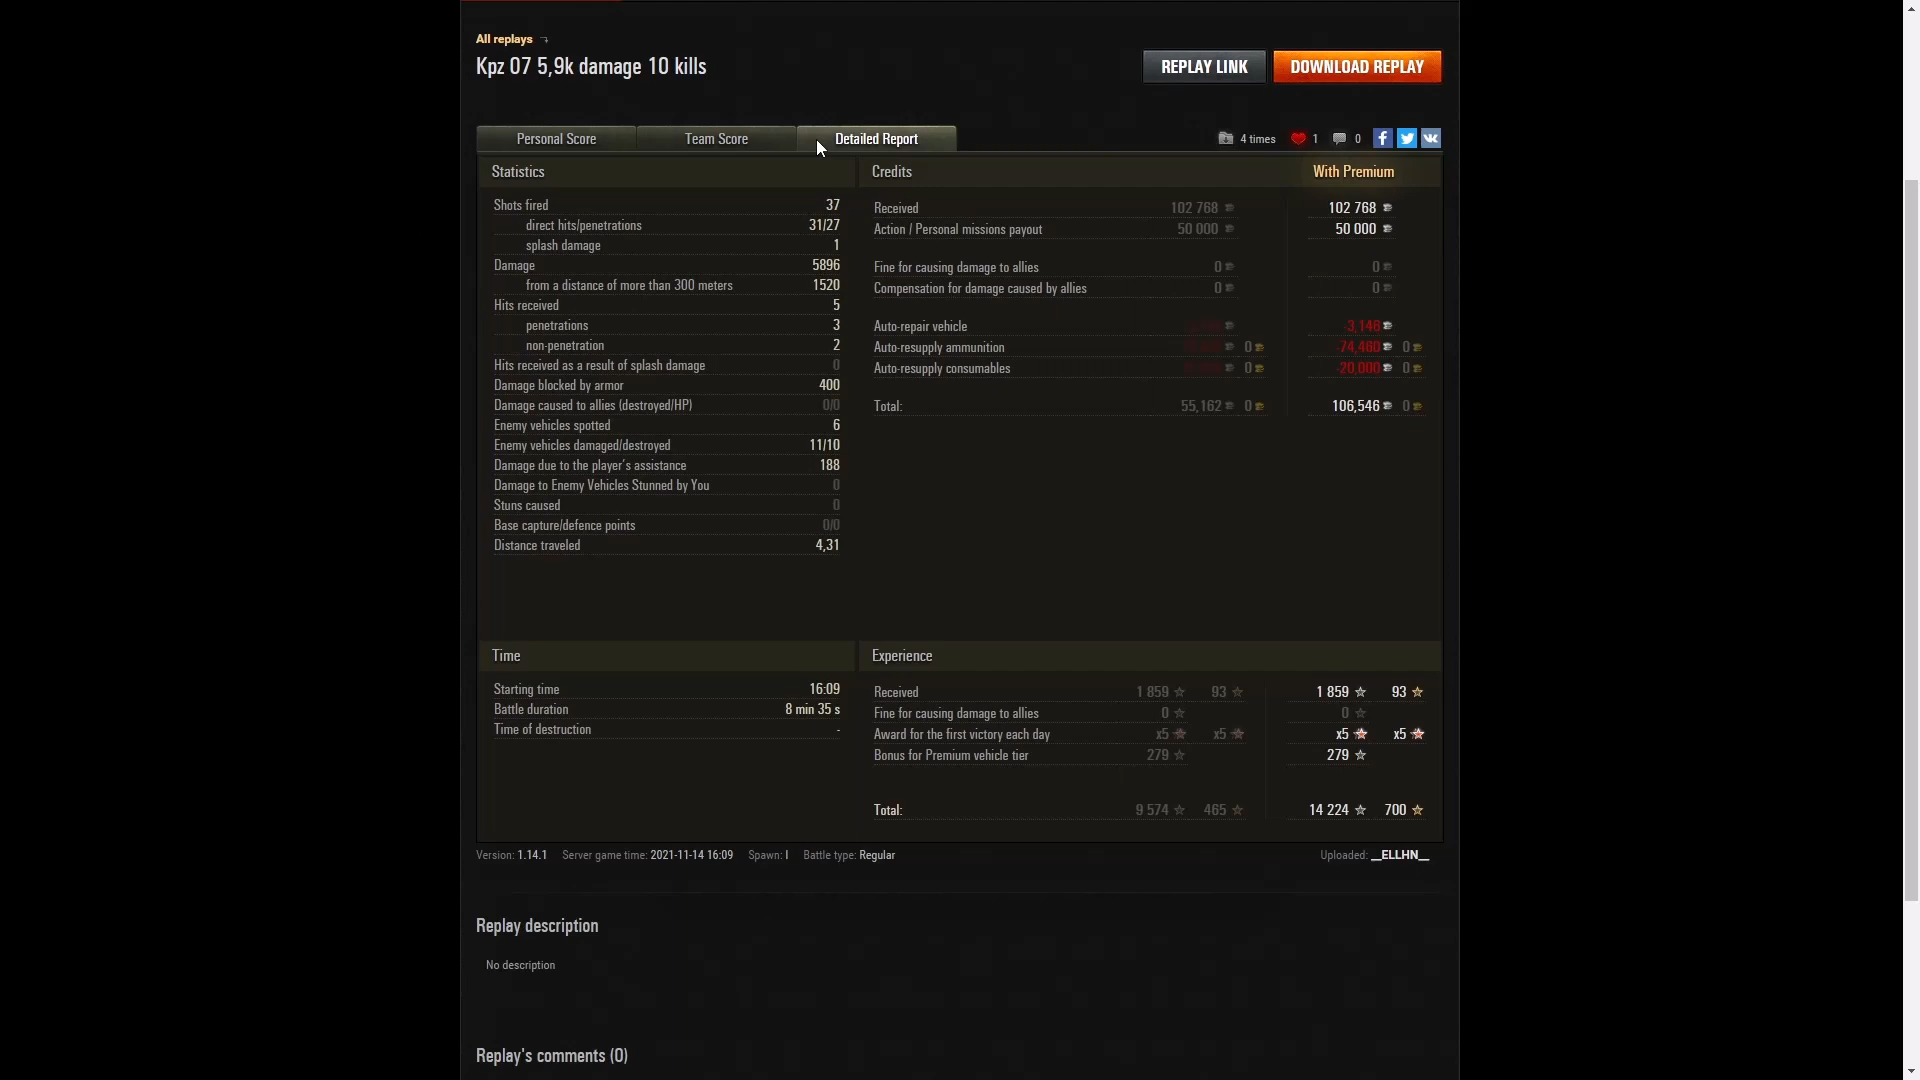 All replays
Kpz 07 5,9k damage 10 kills
REPLAY LINK
DOWNLOAD REPLAY
Personal Score
Team Score
Detailed Report
4 times
1
0
Statistics
Shots fired 37
direct hits/penetrations 31/27
splash damage 1
Damage 5896
from a distance of more than 300 meters 1520
Hits received 5
penetrations 3
non-penetration 2
Hits received as a result of splash damage 0
Damage blocked by armor 400
Damage caused to allies (destroyed/HP) 0/0
Enemy vehicles spotted 6
Enemy vehicles damaged/destroyed 11/10
Damage due to the player's assistance 188
Damage to Enemy Vehicles Stunned by You 0
Stuns caused 0
Base capture/defence points 0/0
Distance traveled 4,31
Credits With Premium
Received 102 768 102 768
Action / Personal missions payout 50 000 50 000
Fine for causing damage to allies 0 0
Compensation for damage caused by allies 0 0
Auto-repair vehicle -3,146
Auto-resupply ammunition 0 -74,460 0
Auto-resupply consumables 0 -20,000 0
Total: 55,162 0 106,546 0
Time
Starting time 16:09
Battle duration 8 min 35 s
Time of destruction -
Experience
Received 1 859 93 1 859 93
Fine for causing damage to allies 0 0
Award for the first victory each day x5 x5 x5 x5
Bonus for Premium vehicle tier 279 279
Total: 9 574 465 14 224 700
Version: 1.14.1 Server game time: 2021-11-14 16:09 Spawn: I Battle type: Regular Uploaded: __ELLHN__
Replay description
No description
Replay's comments (0)